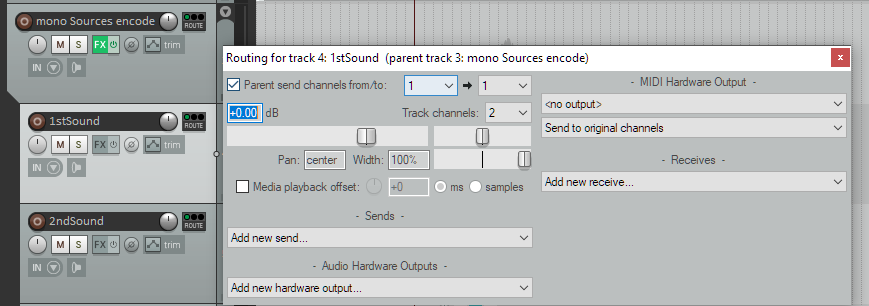 mono Sources encode
ROUTE
M S FX trim
IN
1stSound
ROUTE
M S FX trim
IN
2ndSound
ROUTE
M S FX trim
IN
Routing for track 4: 1stSound (parent track 3: mono Sources encode)
x
Parent send channels from/to: 1 1
+0.00 dB Track channels: 2
Pan: center Width: 100%
Media playback offset: +0 ms samples
- Sends -
Add new send...
- Audio Hardware Outputs -
Add new hardware output...
- MIDI Hardware Output -
<no output>
Send to original channels
- Receives -
Add new receive...